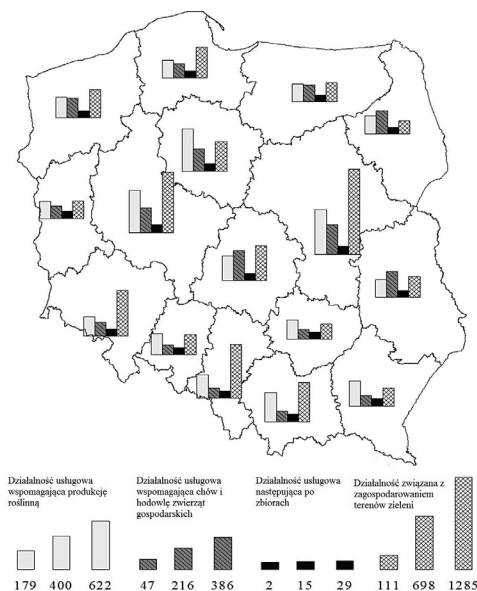 Działalność usługowa
wspomagająca produkcję
roślinną
Działalność usługowa
wspomagająca chów i
hodowlę zwierząt
gospodarskich
Działalność usługowa
następująca po
zbiorach
Działalność związana z
zagospodarowaniem
terenów zieleni
179 400 622
47 216 386
2 15 29
111 698 1285